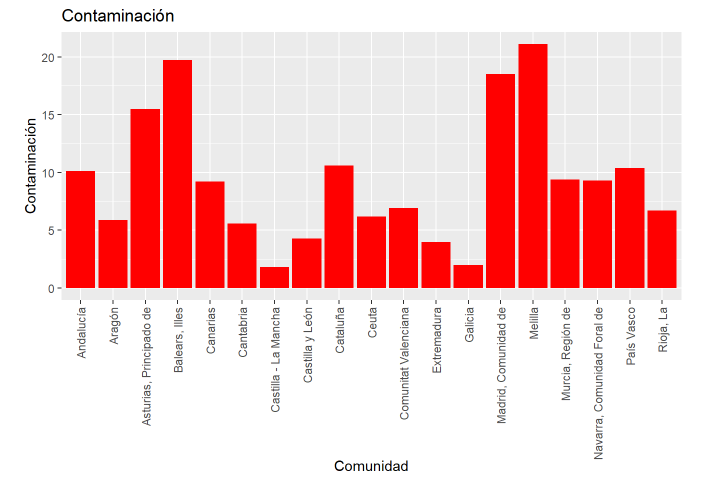 Contaminación
Contaminación
20
15
10
5
0
Andalucía
Aragón
Asturias, Principado de
Balears, Illes
Canarias
Cantabria
Castilla - La Mancha
Castilla y León
Cataluña
Ceuta
Comunitat Valenciana
Extremadura
Galicia
Madrid, Comunidad de
Melilla
Murcia, Región de
Navarra, Comunidad Foral de
País Vasco
Rioja, La
Comunidad